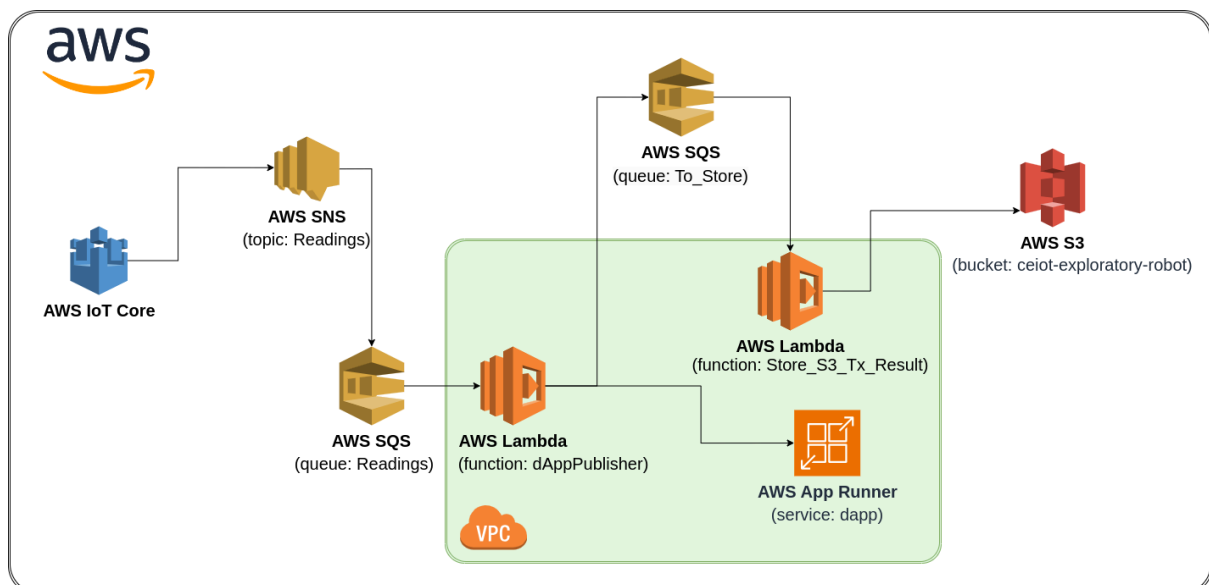 aws
AWS SQS
(queue: To_Store)
AWS SNS
(topic: Readings)
AWS S3
(bucket: ceiot-exploratory-robot)
AWS IoT Core
AWS Lambda
(function: Store_S3_Tx_Result)
AWS SQS
(queue: Readings)
AWS Lambda
(function: dAppPublisher)
AWS App Runner
(service: dapp)
VPC